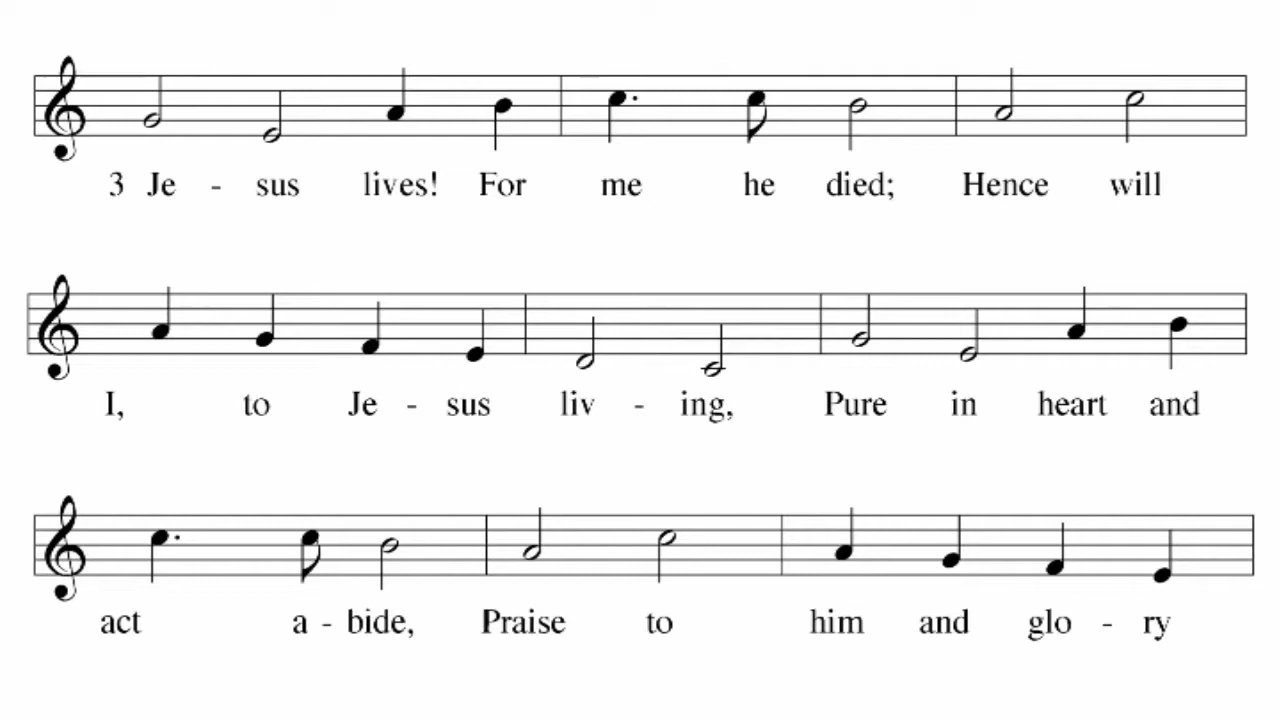 3 Je - sus lives! For me he died; Hence will
I, to Je - sus liv - ing, Pure in heart and
act a - bide, Praise to him and glo - ry